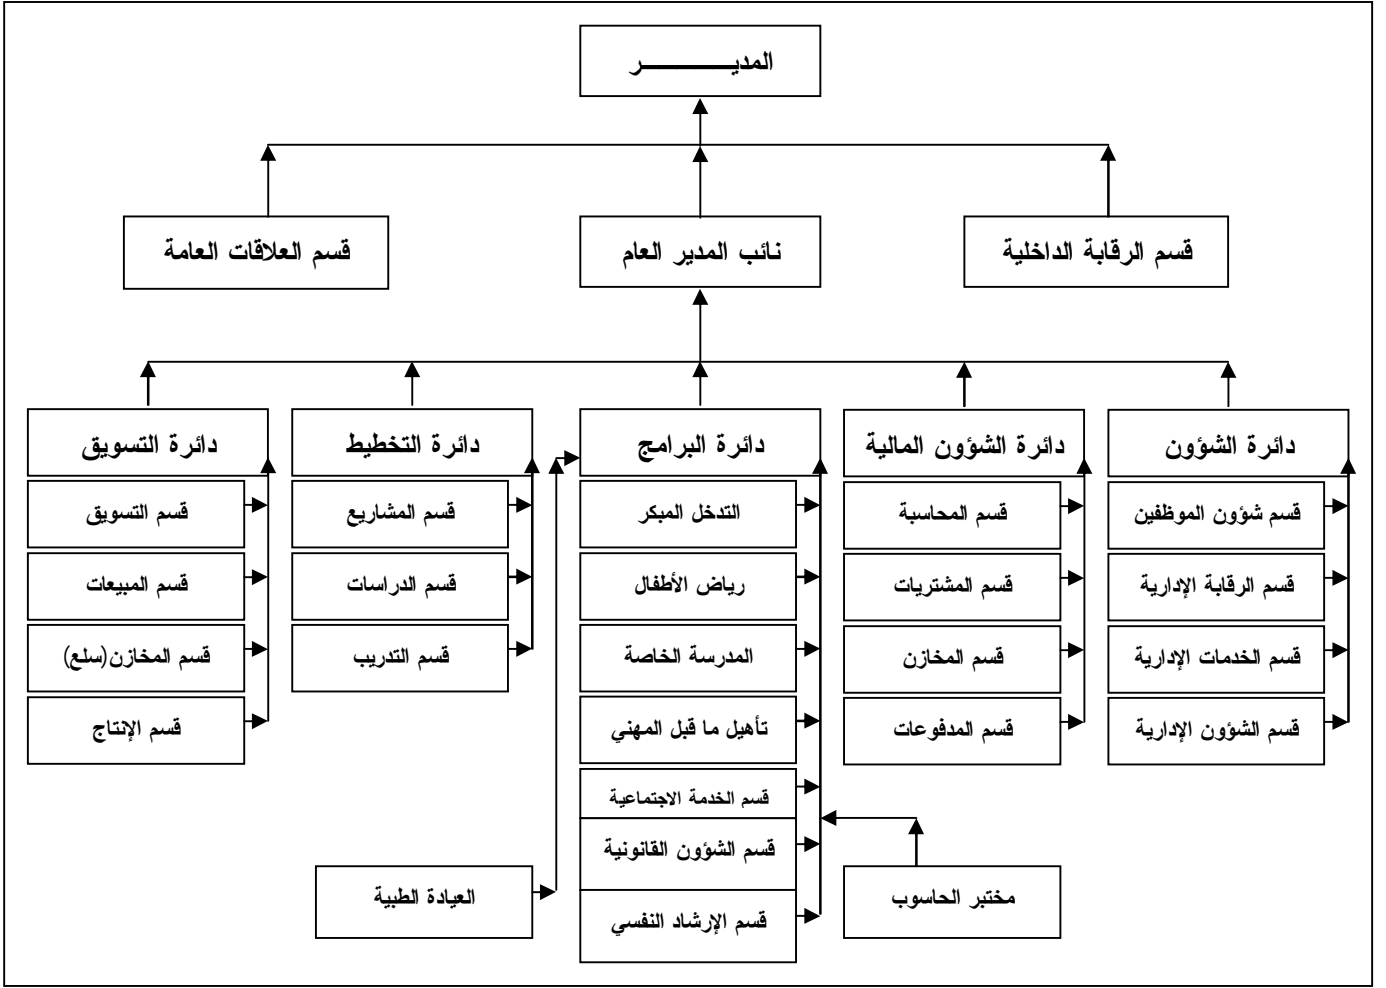 المديـــــــــــــر
قسم الرقابة الداخلية
نائب المدير العام
قسم العلاقات العامة
دائرة الشؤون
دائرة الشؤون المالية
دائرة البرامج
دائرة التخطيط
دائرة التسويق
قسم شؤون الموظفين
قسم المحاسبة
التدخل المبكر
قسم المشاريع
قسم التسويق
قسم الرقابة الإدارية
قسم المشتريات
رياض الأطفال
قسم الدراسات
قسم المبيعات
قسم الخدمات الإدارية
قسم المخازن
المدرسة الخاصة
قسم التدريب
قسم المخازن(سلع)
قسم الشؤون الإدارية
قسم المدفوعات
تأهيل ما قبل المهني
قسم الإنتاج
قسم الخدمة الاجتماعية
قسم الشؤون القانونية
مختبر الحاسوب
العيادة الطبية
قسم الإرشاد النفسي